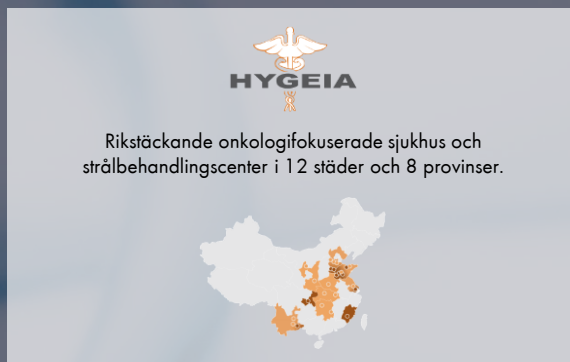 HYGEIA
Rikstäckande onkologifokuserade sjukhus och
strålbehandlingscenter i 12 städer och 8 provinser.